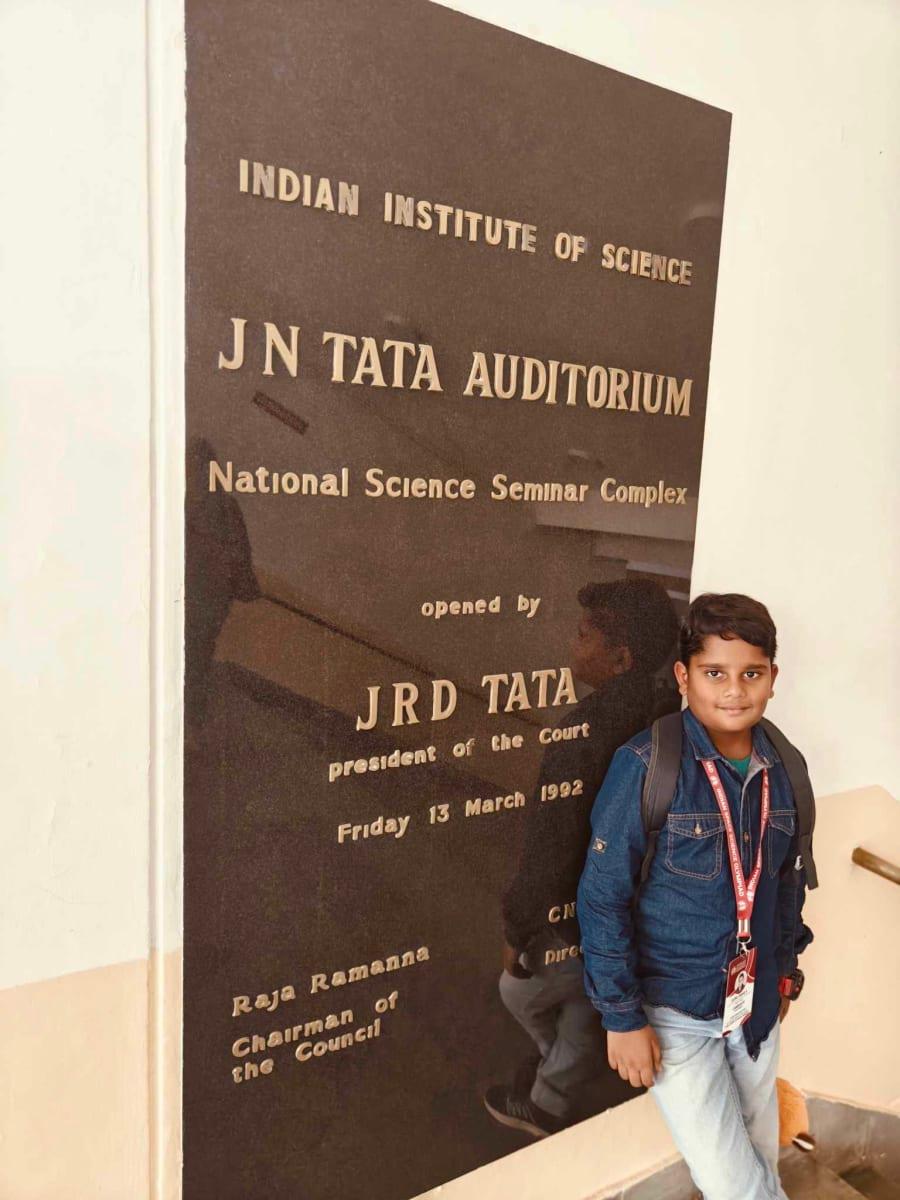 INDIAN INSTITUTE OF SCIENCE
J N TATA AUDITORIUM
National Science Seminar Complex
opened by
J R D TATA
president of the Court
Friday 13 March 1992
C N
Raja Ramanna
Chairman of
the Council